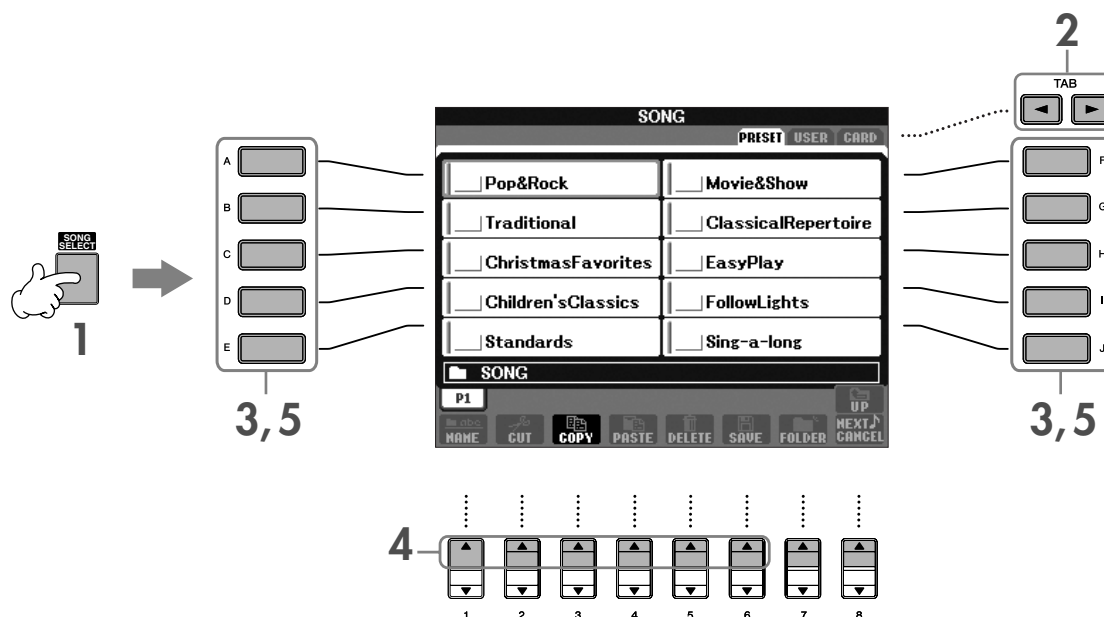 2
TAB
SONG
PRESET USER CARD
A
Pop&Rock Movie&Show
F
B
Traditional ClassicalRepertoire
G
SONG SELECT
C
ChristmasFavorites EasyPlay
H
D
Children'sClassics FollowLights
I
1
E
Standards Sing-a-long
J
SONG
P1
UP
3, 5
3, 5
abc
NAME CUT COPY PASTE DELETE SAVE FOLDER NEXT CANCEL
4
1 2 3 4 5 6 7 8